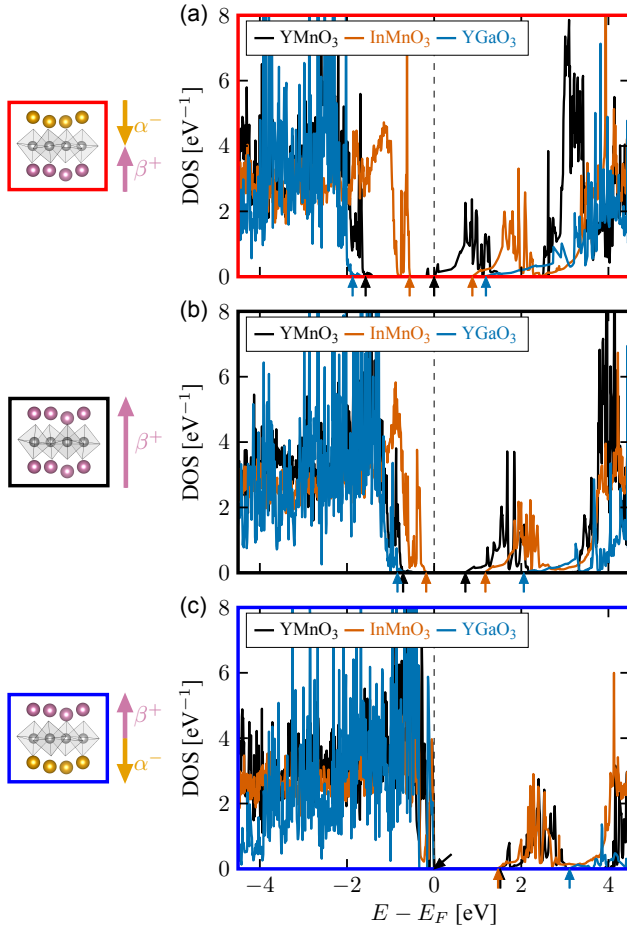 (a)
DOS [eV⁻¹]
8
6
4
2
0
YMnO₃ InMnO₃ YGaO₃
α⁻
β⁺
(b)
DOS [eV⁻¹]
8
6
4
2
0
YMnO₃ InMnO₃ YGaO₃
β⁺
(c)
DOS [eV⁻¹]
8
6
4
2
0
YMnO₃ InMnO₃ YGaO₃
β⁺
α⁻
−4 −2 0 2 4
E − E_F [eV]